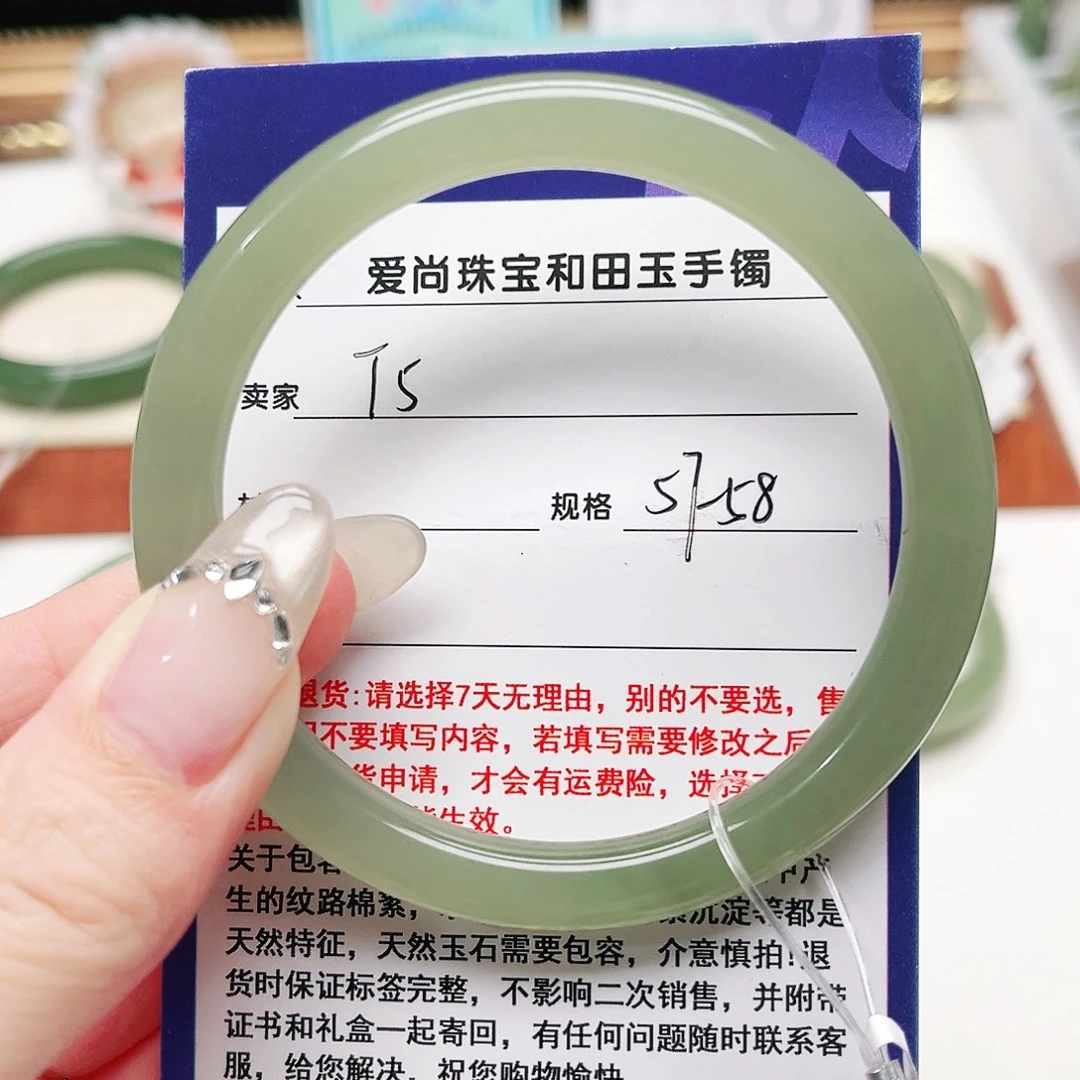 爱尚珠宝和田玉手镯
卖家 T5
规格 57-58
退货:请选择7天无理由，别的不要选，售
不要填写内容，若填写需要修改之后
货申请，才会有运费险，选择
生效。
关于包
生的纹路棉絮，沉淀等都是
天然特征，天然玉石需要包容，介意慎拍!退
货时保证标签完整，不影响二次销售，并附带
证书和礼盒一起寄回，有任何问题随时联系客
服，给您解决，祝您购物愉快